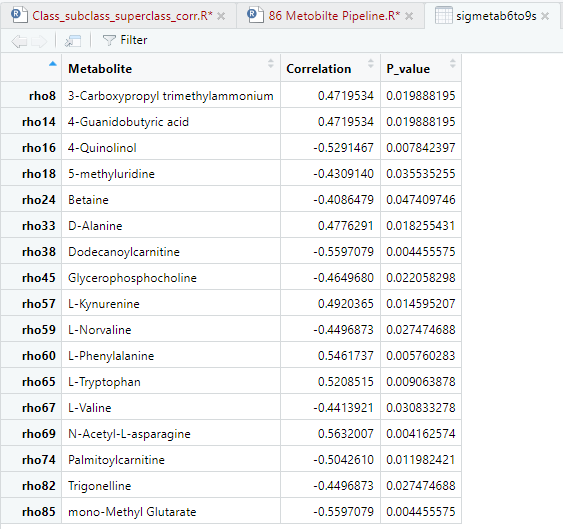 Class_subclass_superclass_corr.R* 86 Metobilte Pipeline.R* sigmetab6to9s
Filter
Metabolite Correlation P_value
rho8 3-Carboxypropyl trimethylammonium 0.4719534 0.019888195
rho14 4-Guanidobutyric acid 0.4719534 0.019888195
rho16 4-Quinolinol -0.5291467 0.007842397
rho18 5-methyluridine -0.4309140 0.035535255
rho24 Betaine -0.4086479 0.047409746
rho33 D-Alanine 0.4776291 0.018255431
rho38 Dodecanoylcarnitine -0.5597079 0.004455575
rho45 Glycerophosphocholine -0.4649680 0.022058298
rho57 L-Kynurenine 0.4920365 0.014595207
rho59 L-Norvaline -0.4496873 0.027474688
rho60 L-Phenylalanine 0.5461737 0.005760283
rho65 L-Tryptophan 0.5208515 0.009063878
rho67 L-Valine -0.4413921 0.030833278
rho69 N-Acetyl-L-asparagine 0.5632007 0.004162574
rho74 Palmitoylcarnitine -0.5042610 0.011982421
rho82 Trigonelline -0.4496873 0.027474688
rho85 mono-Methyl Glutarate -0.5597079 0.004455575